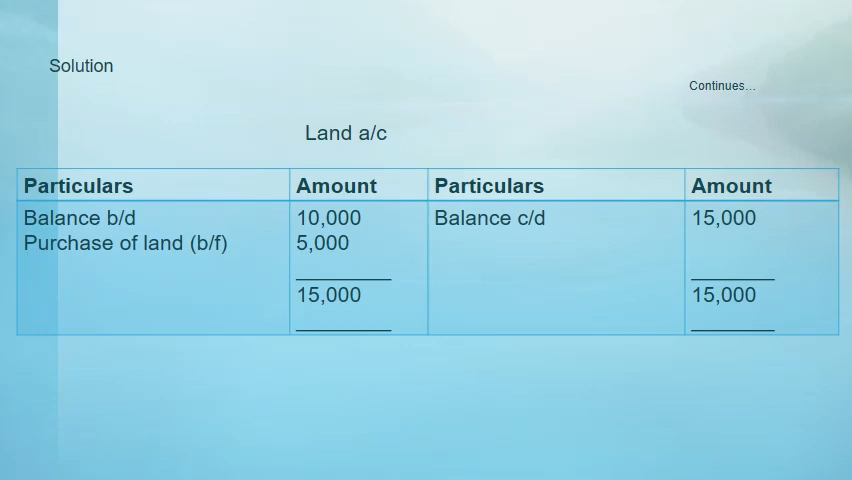 Solution
Continues...
Land a/c
Particulars Amount Particulars Amount
Balance b/d 10,000 Balance c/d 15,000
Purchase of land (b/f) 5,000
15,000 15,000